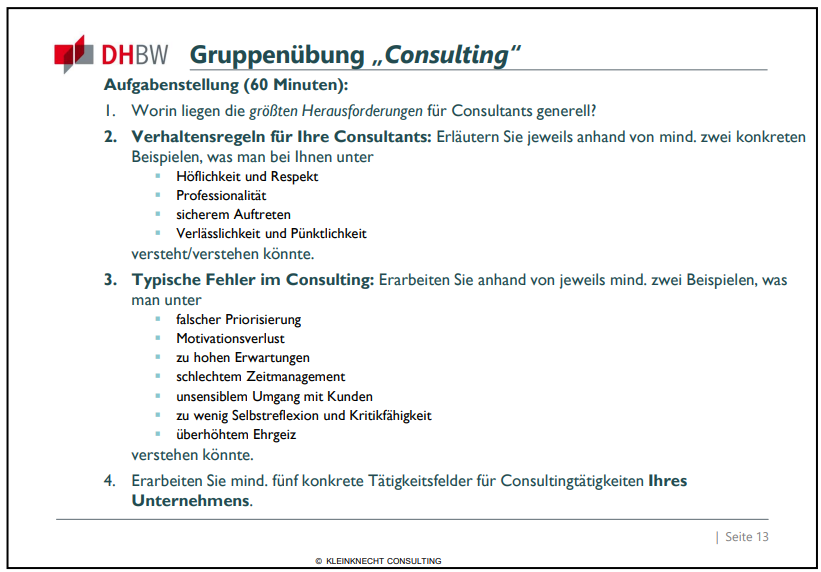 DHBW Gruppenübung „Consulting“
Aufgabenstellung (60 Minuten):
1. Worin liegen die größten Herausforderungen für Consultants generell?
2. Verhaltensregeln für Ihre Consultants: Erläutern Sie jeweils anhand von mind. zwei konkreten
Beispielen, was man bei Ihnen unter
▪ Höflichkeit und Respekt
▪ Professionalität
▪ sicherem Auftreten
▪ Verlässlichkeit und Pünktlichkeit
versteht/verstehen könnte.
3. Typische Fehler im Consulting: Erarbeiten Sie anhand von jeweils mind. zwei Beispielen, was
man unter
▪ falscher Priorisierung
▪ Motivationsverlust
▪ zu hohen Erwartungen
▪ schlechtem Zeitmanagement
▪ unsensiblem Umgang mit Kunden
▪ zu wenig Selbstreflexion und Kritikfähigkeit
▪ überhöhtem Ehrgeiz
verstehen könnte.
4. Erarbeiten Sie mind. fünf konkrete Tätigkeitsfelder für Consultingtätigkeiten Ihres
Unternehmens.
| Seite 13
© KLEINKNECHT CONSULTING